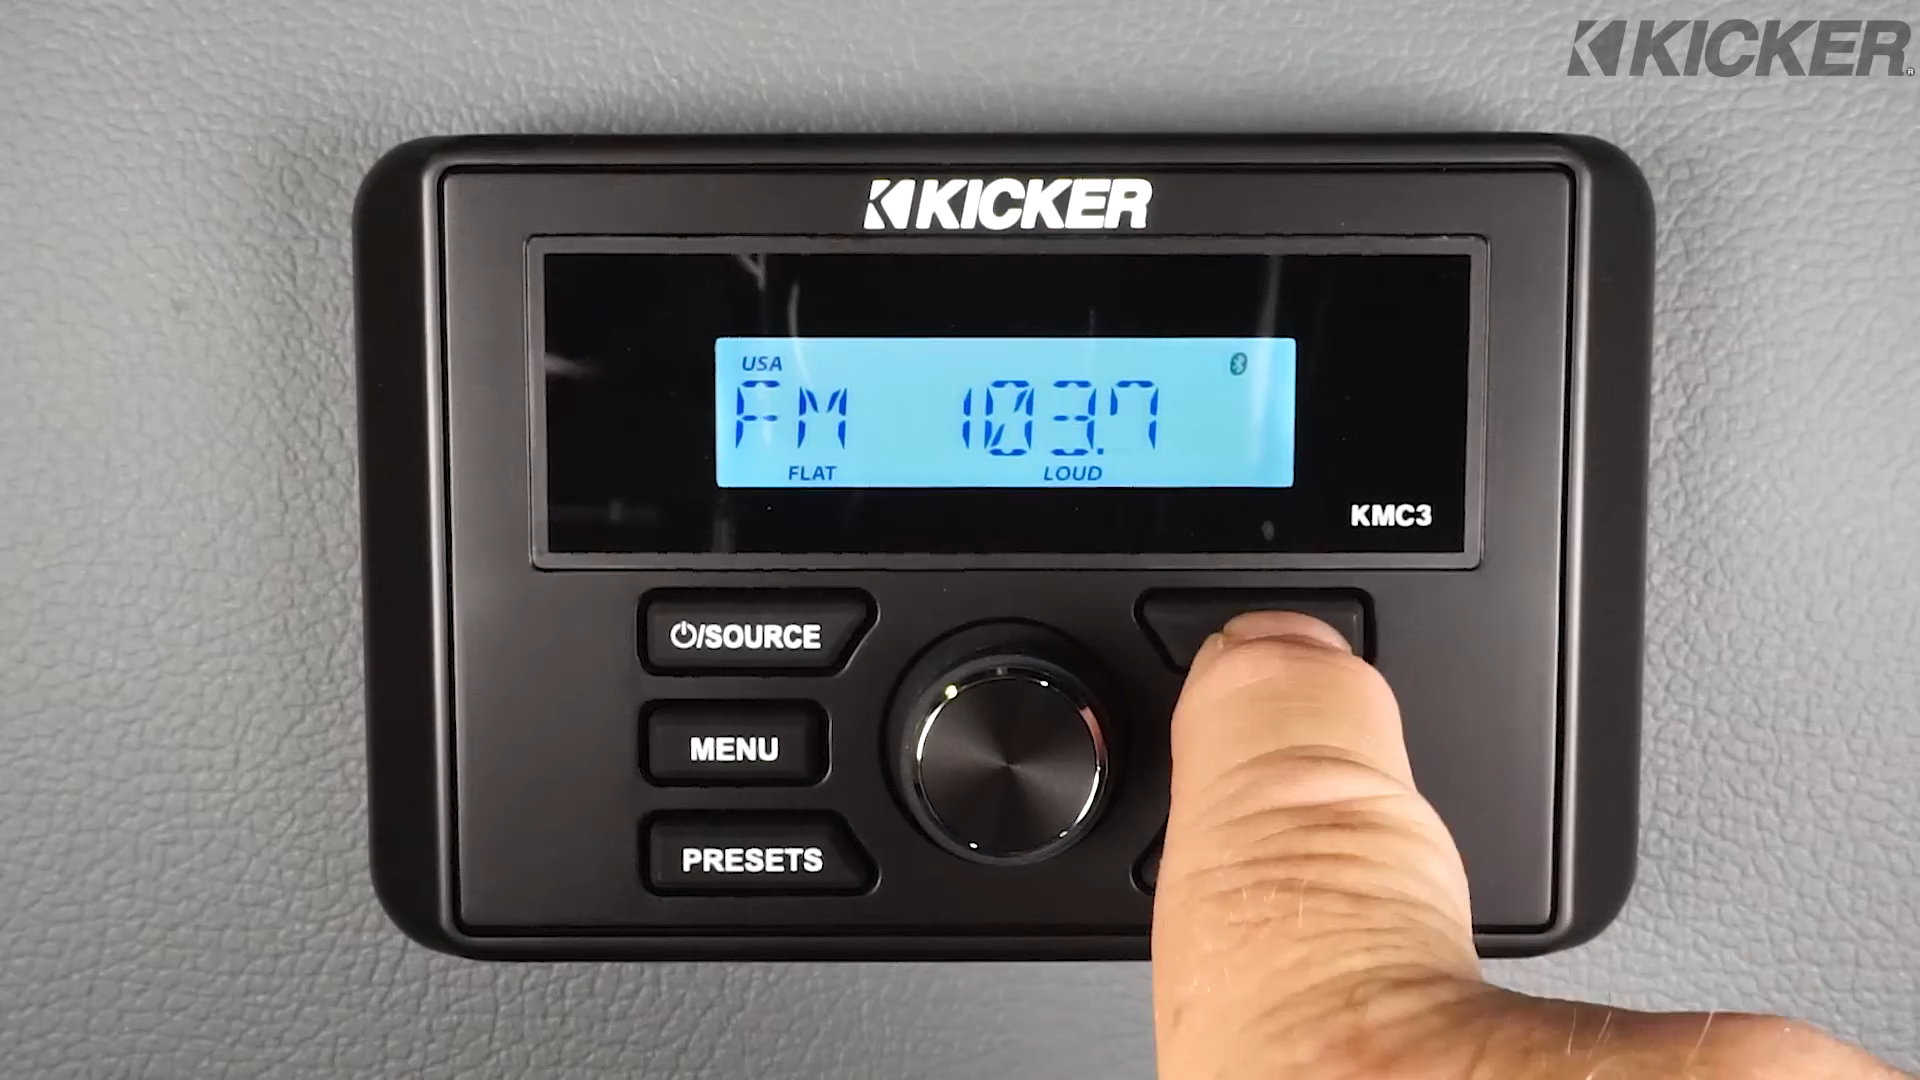 KICKER®
KICKER
USA
FM 103.7
FLAT LOUD
KMC3
/SOURCE
MENU
PRESETS